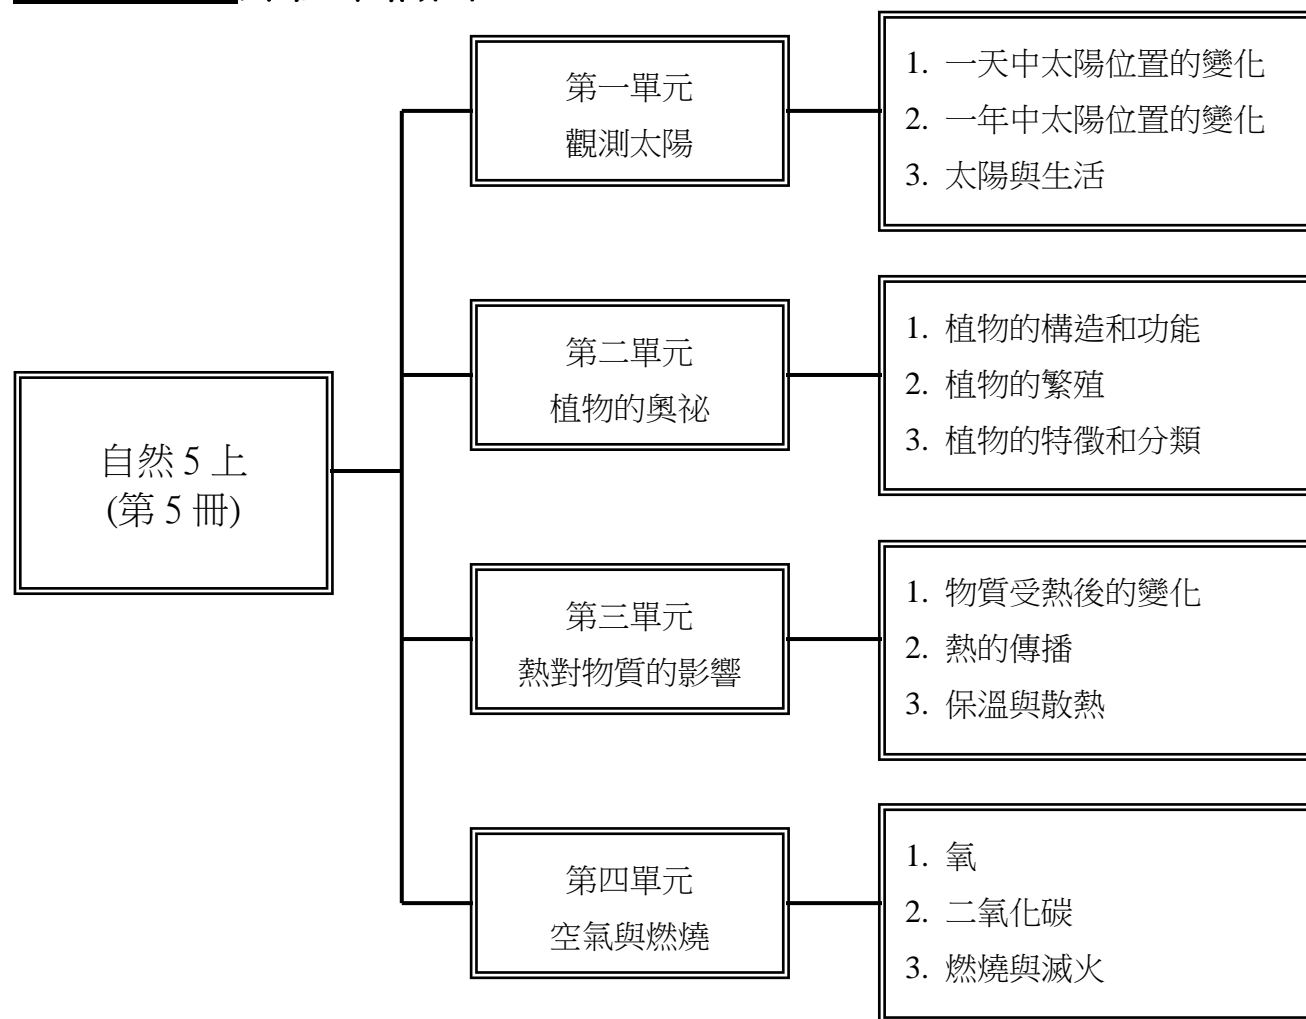 自然 5 上
(第 5 冊)
第一單元
觀測太陽
1. 一天中太陽位置的變化
2. 一年中太陽位置的變化
3. 太陽與生活
第二單元
植物的奧祕
1. 植物的構造和功能
2. 植物的繁殖
3. 植物的特徵和分類
第三單元
熱對物質的影響
1. 物質受熱後的變化
2. 熱的傳播
3. 保溫與散熱
第四單元
空氣與燃燒
1. 氧
2. 二氧化碳
3. 燃燒與滅火